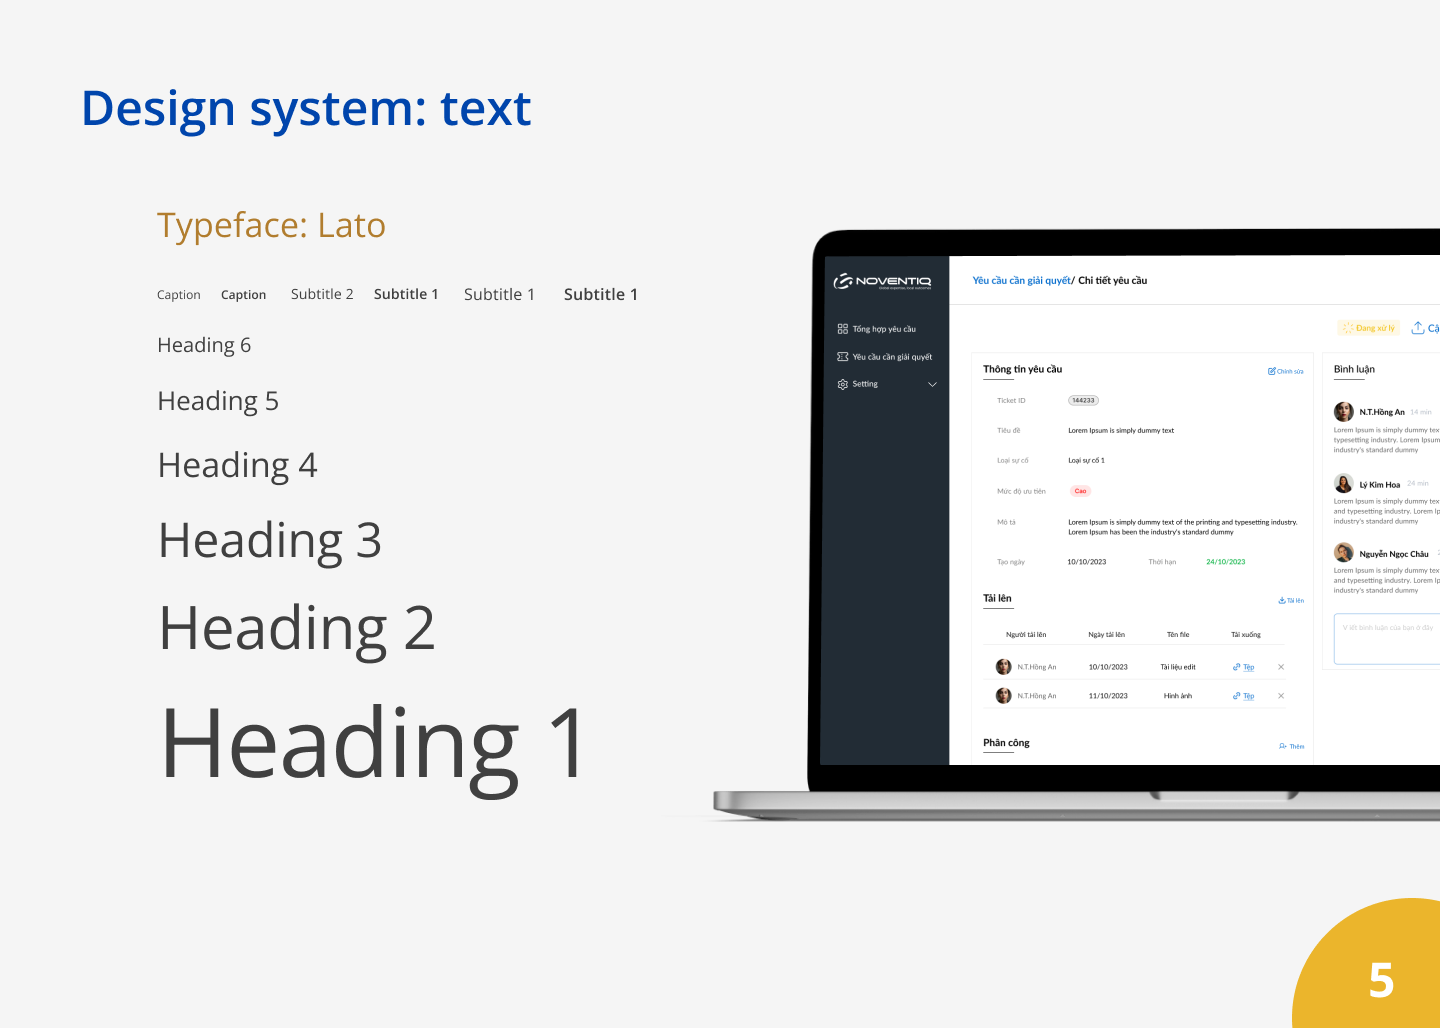 Design system: text
Typeface: Lato
Caption Caption Subtitle 2 Subtitle 1 Subtitle 1 Subtitle 1
Heading 6
Heading 5
Heading 4
Heading 3
Heading 2
Heading 1
NOVENTIQ
Global expertise, local outcomes
Tổng hợp yêu cầu
Yêu cầu cần giải quyết
Setting
Yêu cầu cần giải quyết/ Chi tiết yêu cầu
Đang xử lý
Thông tin yêu cầu
Chỉnh sửa
Ticket ID 144233
Tiêu đề Lorem Ipsum is simply dummy text
Loại sự cố Loại sự cố 1
Mức độ ưu tiên Cao
Mô tả Lorem Ipsum is simply dummy text of the printing and typesetting industry.
Lorem Ipsum has been the industry's standard dummy
Tạo ngày 10/10/2023 Thời hạn 24/10/2023
Tải lên
Tải lên
Người tải lên Ngày tải lên Tên file Tải xuống
N.T.Hồng An 10/10/2023 Tài liệu edit Tệp
N.T.Hồng An 11/10/2023 Hình ảnh Tệp
Phân công
Thêm
Bình luận
N.T.Hồng An 14 min
Lorem Ipsum is simply dummy
typesetting industry. Lorem Ipsum
industry's standard dummy
Lý Kim Hoa 24 min
Lorem Ipsum is simply dummy
and typesetting industry. Lorem
industry's standard dummy
Nguyễn Ngọc Châu
Lorem Ipsum is simply dummy
and typesetting industry. Lorem
industry's standard dummy
Viết bình luận của bạn ở đây
5